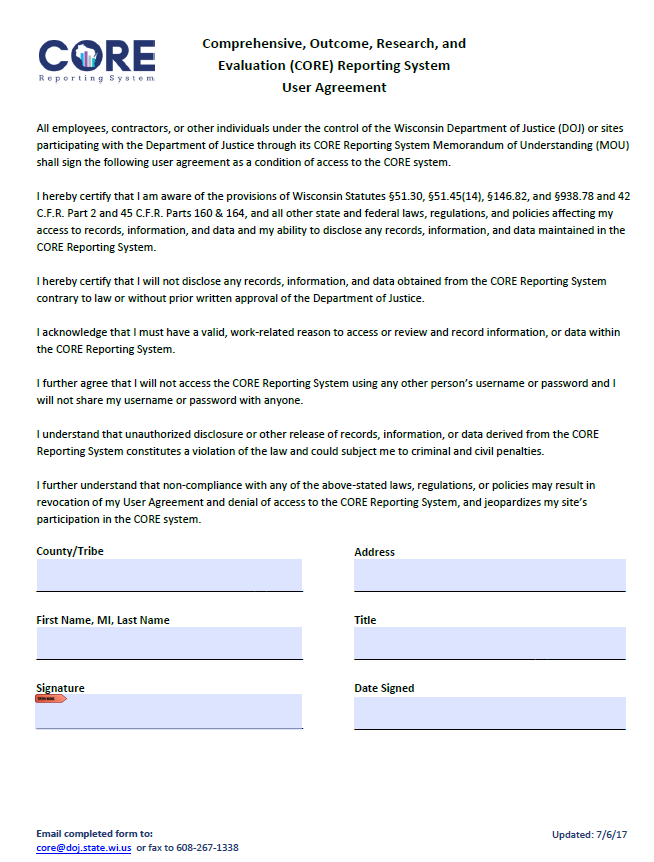 CORE
Reporting System
Comprehensive, Outcome, Research, and
Evaluation (CORE) Reporting System
User Agreement
All employees, contractors, or other individuals under the control of the Wisconsin Department of Justice (DOJ) or sites
participating with the Department of Justice through its CORE Reporting System Memorandum of Understanding (MOU)
shall sign the following user agreement as a condition of access to the CORE system.
I hereby certify that I am aware of the provisions of Wisconsin Statutes §51.30, §51.45(14), §146.82, and §938.78 and 42
C.F.R. Part 2 and 45 C.F.R. Parts 160 & 164, and all other state and federal laws, regulations, and policies affecting my
access to records, information, and data and my ability to disclose any records, information, and data maintained in the
CORE Reporting System.
I hereby certify that I will not disclose any records, information, and data obtained from the CORE Reporting System
contrary to law or without prior written approval of the Department of Justice.
I acknowledge that I must have a valid, work-related reason to access or review and record information, or data within
the CORE Reporting System.
I further agree that I will not access the CORE Reporting System using any other person's username or password and I
will not share my username or password with anyone.
I understand that unauthorized disclosure or other release of records, information, or data derived from the CORE
Reporting System constitutes a violation of the law and could subject me to criminal and civil penalties.
I further understand that non-compliance with any of the above-stated laws, regulations, or policies may result in
revocation of my User Agreement and denial of access to the CORE Reporting System, and jeopardizes my site's
participation in the CORE system.
County/Tribe
Address
First Name, MI, Last Name
Title
Signature
Date Signed
Email completed form to:
Updated: 7/6/17
core@doj.state.wi.us or fax to 608-267-1338